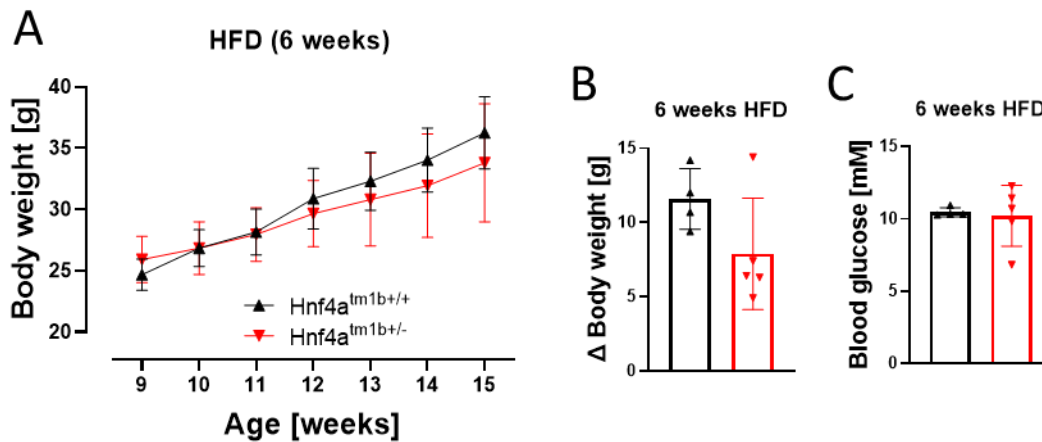 A
HFD (6 weeks)
Body weight [g]
40
35
30
25
20
Hnf4a^tm1b+/+
Hnf4a^tm1b+/-
9 10 11 12 13 14 15
Age [weeks]
B
6 weeks HFD
Δ Body weight [g]
15
10
5
0
C
6 weeks HFD
Blood glucose [mM]
15
10
5
0